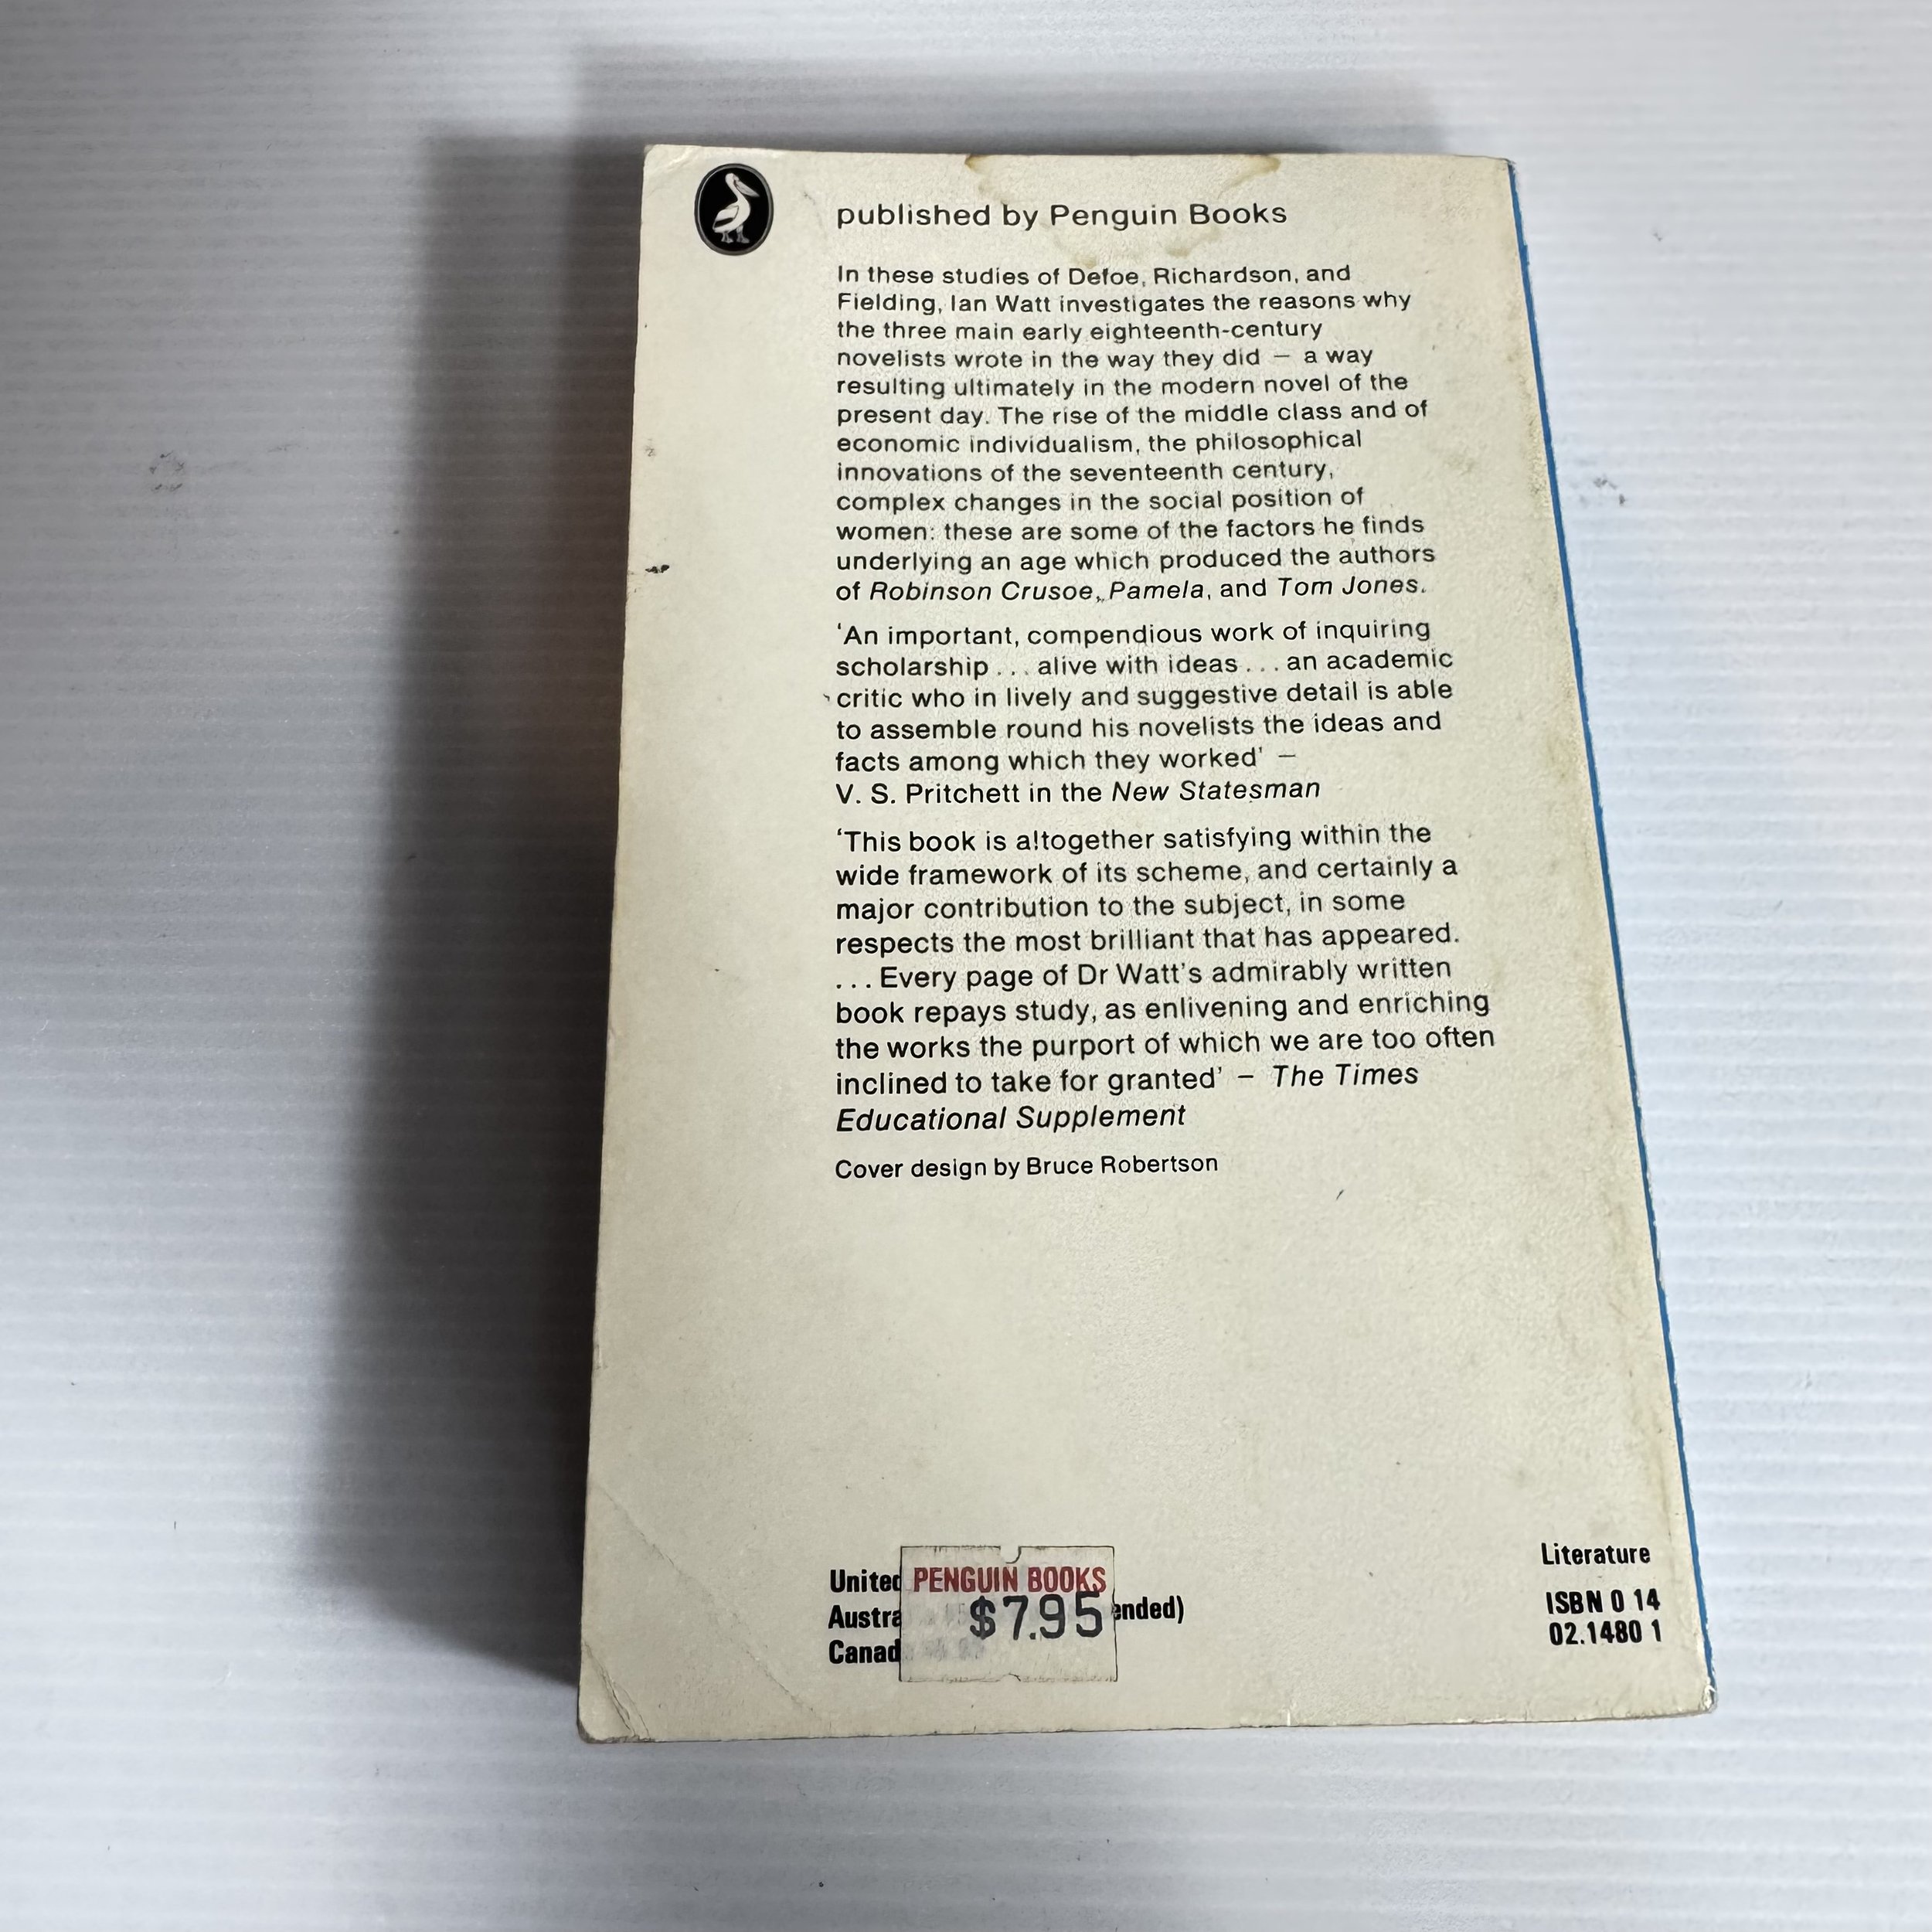 published by Penguin Books
In these studies of Defoe, Richardson, and
Fielding, Ian Watt investigates the reasons why
the three main early eighteenth-century
novelists wrote in the way they did – a way
resulting ultimately in the modern novel of the
present day. The rise of the middle class and of
economic individualism, the philosophical
innovations of the seventeenth century,
complex changes in the social position of
women: these are some of the factors he finds
underlying an age which produced the authors
of Robinson Crusoe, Pamela, and Tom Jones.
‘An important, compendious work of inquiring
scholarship . . . alive with ideas . . . an academic
critic who in lively and suggestive detail is able
to assemble round his novelists the ideas and
facts among which they worked’ –
V. S. Pritchett in the New Statesman
‘This book is altogether satisfying within the
wide framework of its scheme, and certainly a
major contribution to the subject, in some
respects the most brilliant that has appeared.
. . . Every page of Dr Watt’s admirably written
book repays study, as enlivening and enriching
the works the purport of which we are too often
inclined to take for granted’ – The Times
Educational Supplement
Cover design by Bruce Robertson
United
Austra ended)
Canad
PENGUIN BOOKS
$7.95
Literature
ISBN 0 14
02.1480 1